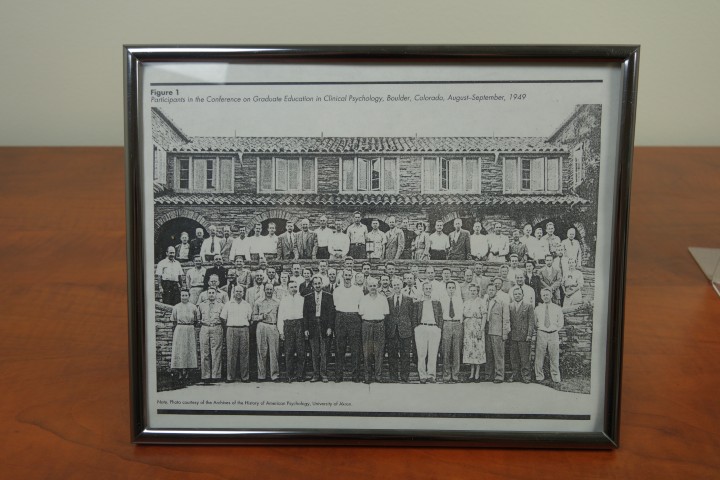 Figure 1
Participants in the Conference on Graduate Education in Clinical Psychology, Boulder, Colorado, August–September, 1949
Note. Photo courtesy of the Archives of the History of American Psychology, University of Akron.